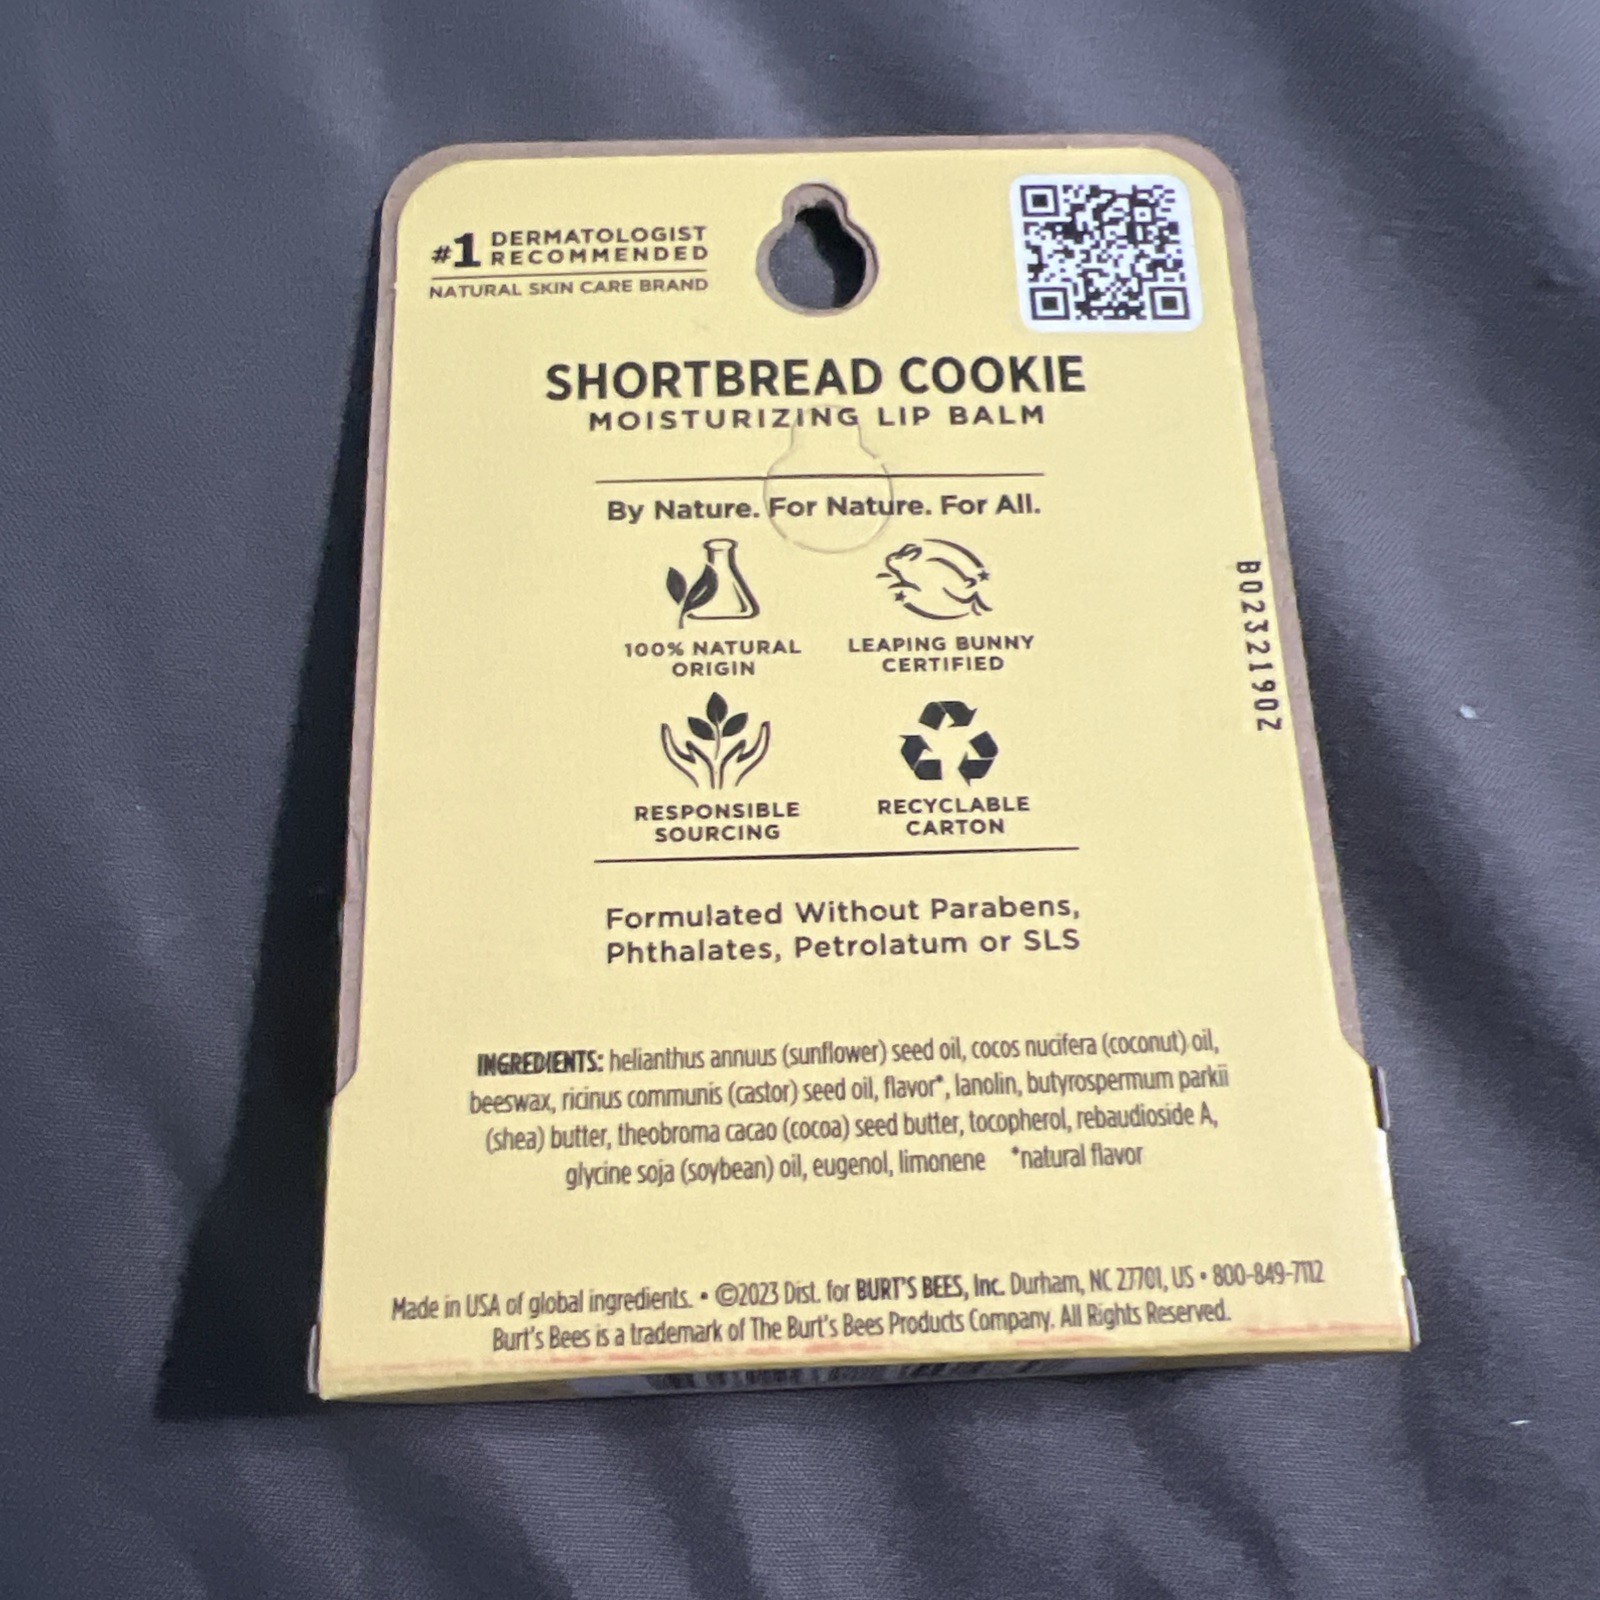 #1 DERMATOLOGIST
RECOMMENDED
NATURAL SKIN CARE BRAND
SHORTBREAD COOKIE
MOISTURIZING LIP BALM
By Nature. For Nature. For All.
100% NATURAL
ORIGIN
LEAPING BUNNY
CERTIFIED
RESPONSIBLE
SOURCING
RECYCLABLE
CARTON
B0232190Z
Formulated Without Parabens,
Phthalates, Petrolatum or SLS
INGREDIENTS: helianthus annuus (sunflower) seed oil, cocos nucifera (coconut) oil,
beeswax, ricinus communis (castor) seed oil, flavor*, lanolin, butyrospermum parkii
(shea) butter, theobroma cacao (cocoa) seed butter, tocopherol, rebaudioside A,
glycine soja (soybean) oil, eugenol, limonene *natural flavor
Made in USA of global ingredients. • ©2023 Dist. for BURT'S BEES, Inc. Durham, NC 27701, US • 800-849-7112
Burt's Bees is a trademark of The Burt's Bees Products Company. All Rights Reserved.